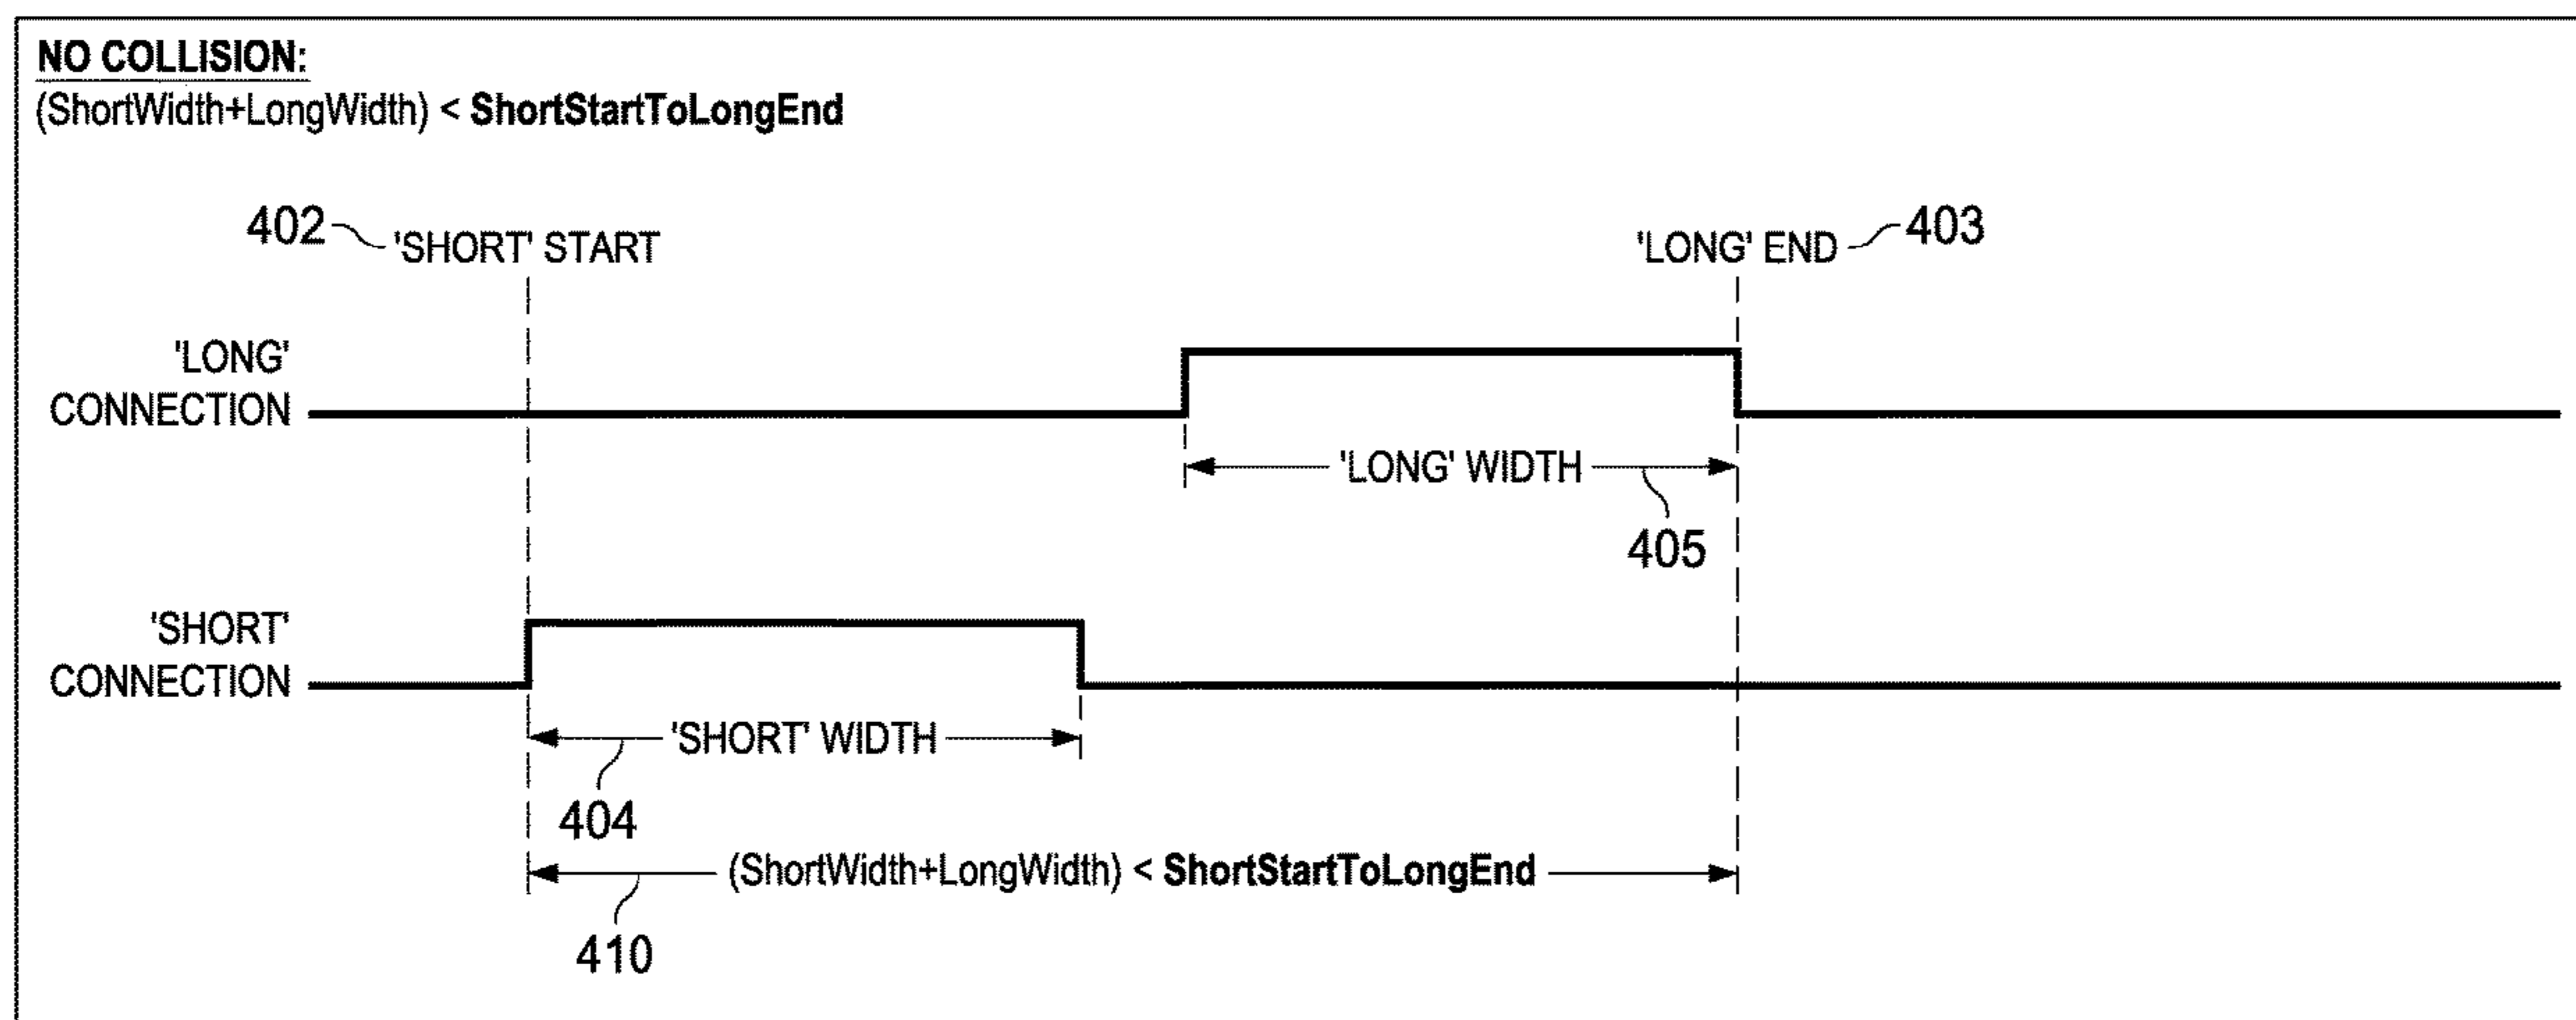 NO COLLISION:
(ShortWidth+LongWidth) < ShortStartToLongEnd
402 'SHORT' START
'LONG' END 403
'LONG'
CONNECTION
'LONG' WIDTH
405
'SHORT'
CONNECTION
'SHORT' WIDTH
404
(ShortWidth+LongWidth) < ShortStartToLongEnd
410